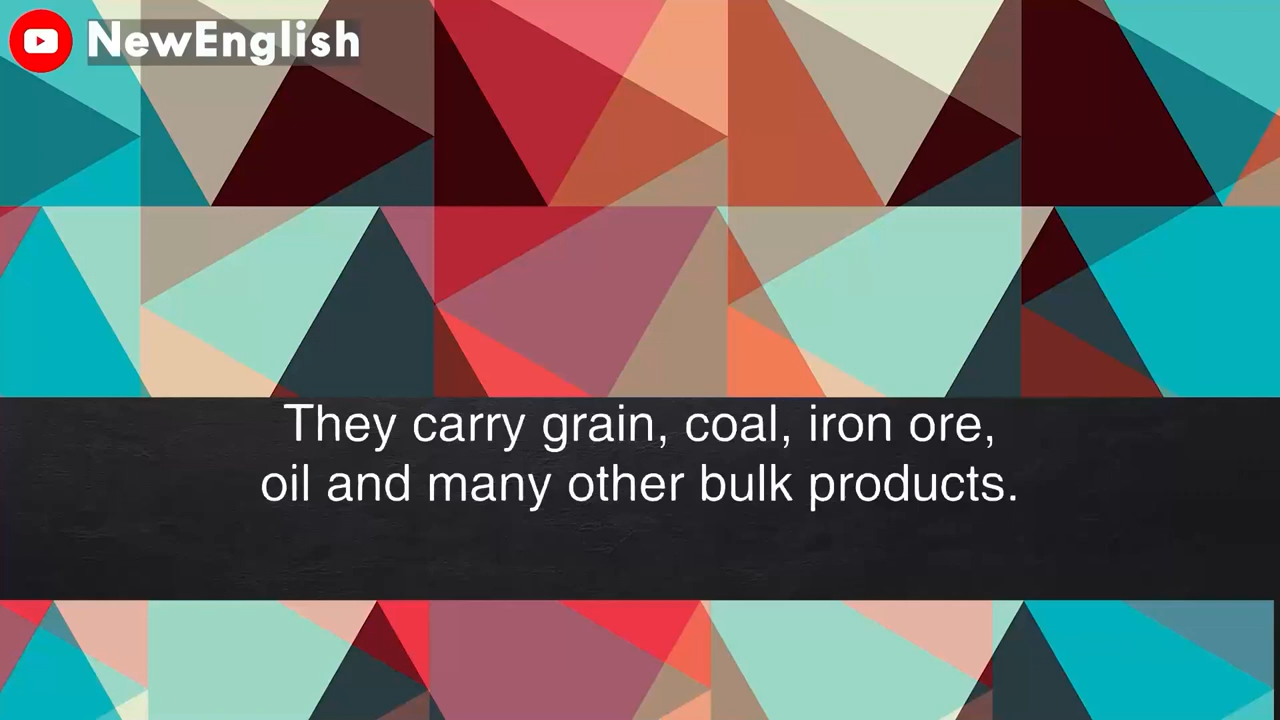 NewEnglish
They carry grain, coal, iron ore,
oil and many other bulk products.